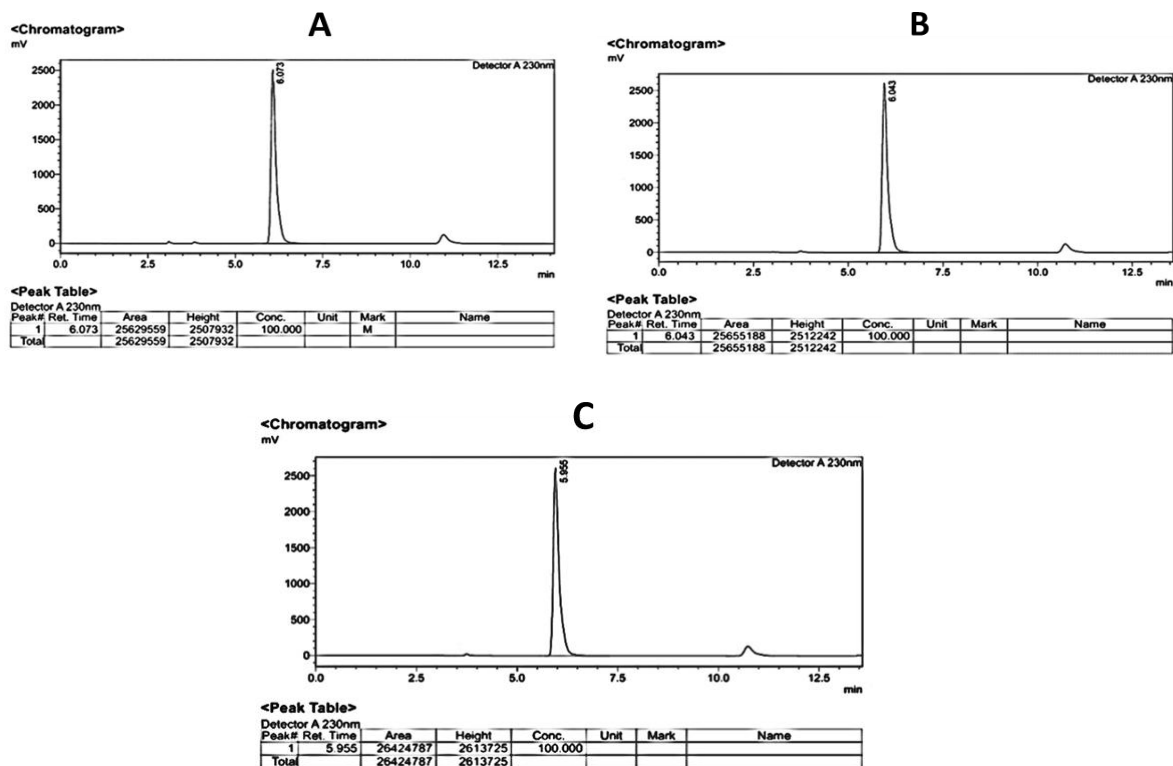 A
<Chromatogram>
mV
Detector A 230nm
6.073
2500
2000
1500
1000
500
0
0.0 2.5 5.0 7.5 10.0 12.5
min
<Peak Table>
Detector A 230nm
Peak# Ret. Time Area Height Conc. Unit Mark Name
1 6.073 25629559 2507932 100.000 M
Total 25629559 2507932
B
<Chromatogram>
mV
Detector A 230nm
6.043
2500
2000
1500
1000
500
0
0.0 2.5 5.0 7.5 10.0 12.5
min
<Peak Table>
Detector A 230nm
Peak# Ret. Time Area Height Conc. Unit Mark Name
1 6.043 25655188 2512242 100.000
Total 25655188 2512242
C
<Chromatogram>
mV
Detector A 230nm
5.955
2500
2000
1500
1000
500
0
0.0 2.5 5.0 7.5 10.0 12.5
min
<Peak Table>
Detector A 230nm
Peak# Ret. Time Area Height Conc. Unit Mark Name
1 5.955 26424787 2613725 100.000
Total 26424787 2613725